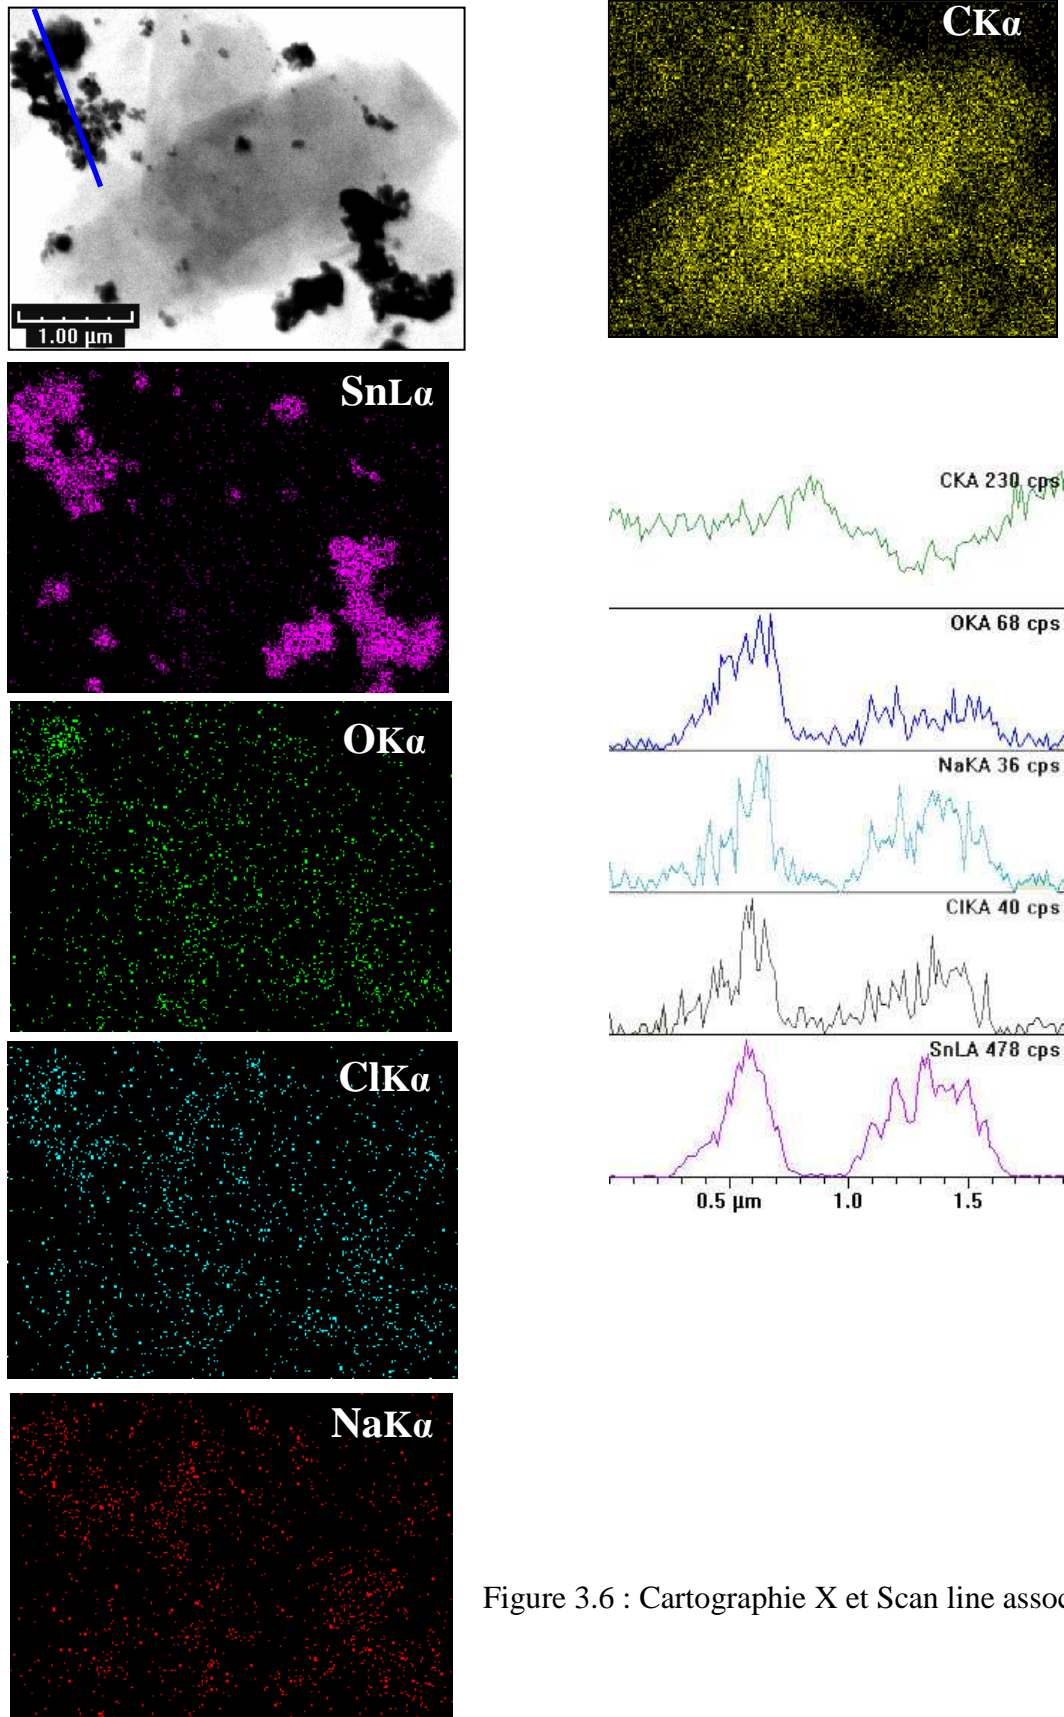 CKα
1.00 μm
SnLα
CKA 230 cps
OKα
OKA 68 cps
NaKA 36 cps
ClKA 40 cps
SnLA 478 cps
0.5 μm 1.0 1.5
ClKα
NaKα
Figure 3.6 : Cartographie X et Scan line assoc